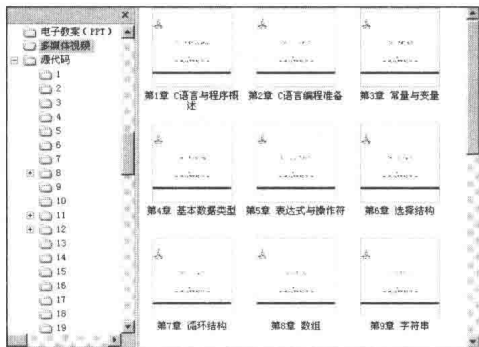 电子教案(PPT)
多媒体视频
源代码
1
2
3
4
5
6
7
8
9
10
11
12
13
14
15
16
17
18
19
第1章 C语言与程序概述
第2章 C语言编程准备
第3章 常量与变量
第4章 基本数据类型
第5章 表达式与操作符
第6章 选择结构
第7章 循环结构
第8章 数组
第9章 字符串